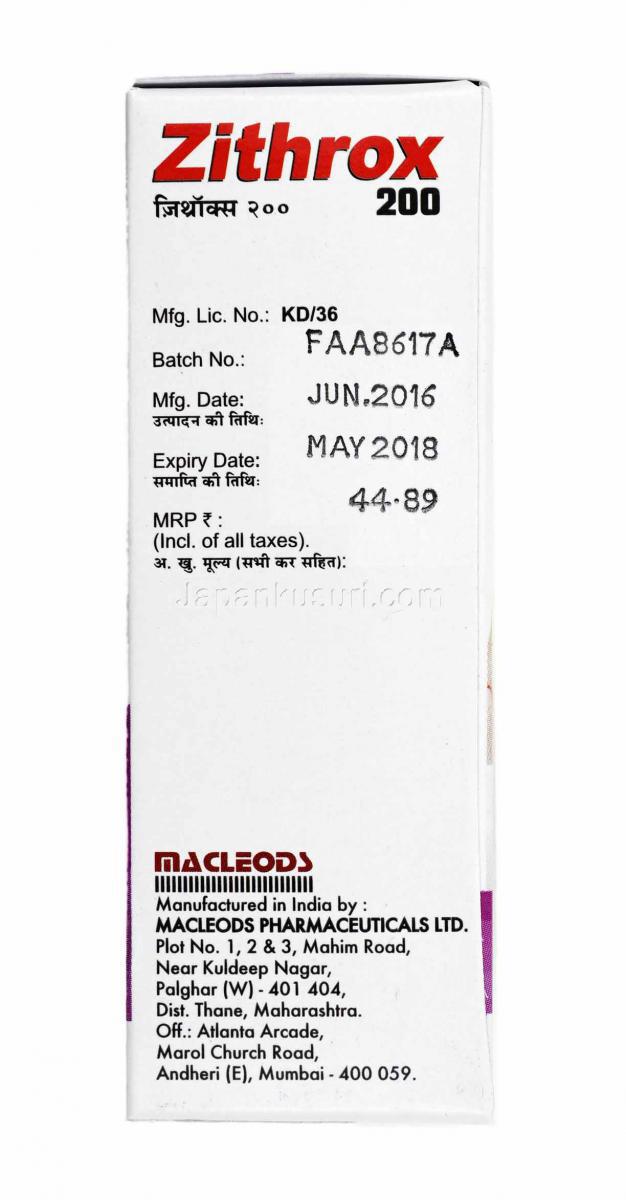 Zithrox
ज़िथ्रॉक्स २०० 200
Mfg. Lic. No.: KD/36
Batch No.: FAA8617A
Mfg. Date: JUN.2016
उत्पादन की तिथिः
Expiry Date: MAY 2018
समाप्ति की तिथिः
44.89
MRP ₹ :
(Incl. of all taxes).
अ. खु. मूल्य (सभी कर सहित):
Japankusuri.com
MACLEODS
Manufactured in India by :
MACLEODS PHARMACEUTICALS LTD.
Plot No. 1, 2 & 3, Mahim Road,
Near Kuldeep Nagar,
Palghar (W) - 401 404,
Dist. Thane, Maharashtra.
Off.: Atlanta Arcade,
Marol Church Road,
Andheri (E), Mumbai - 400 059.